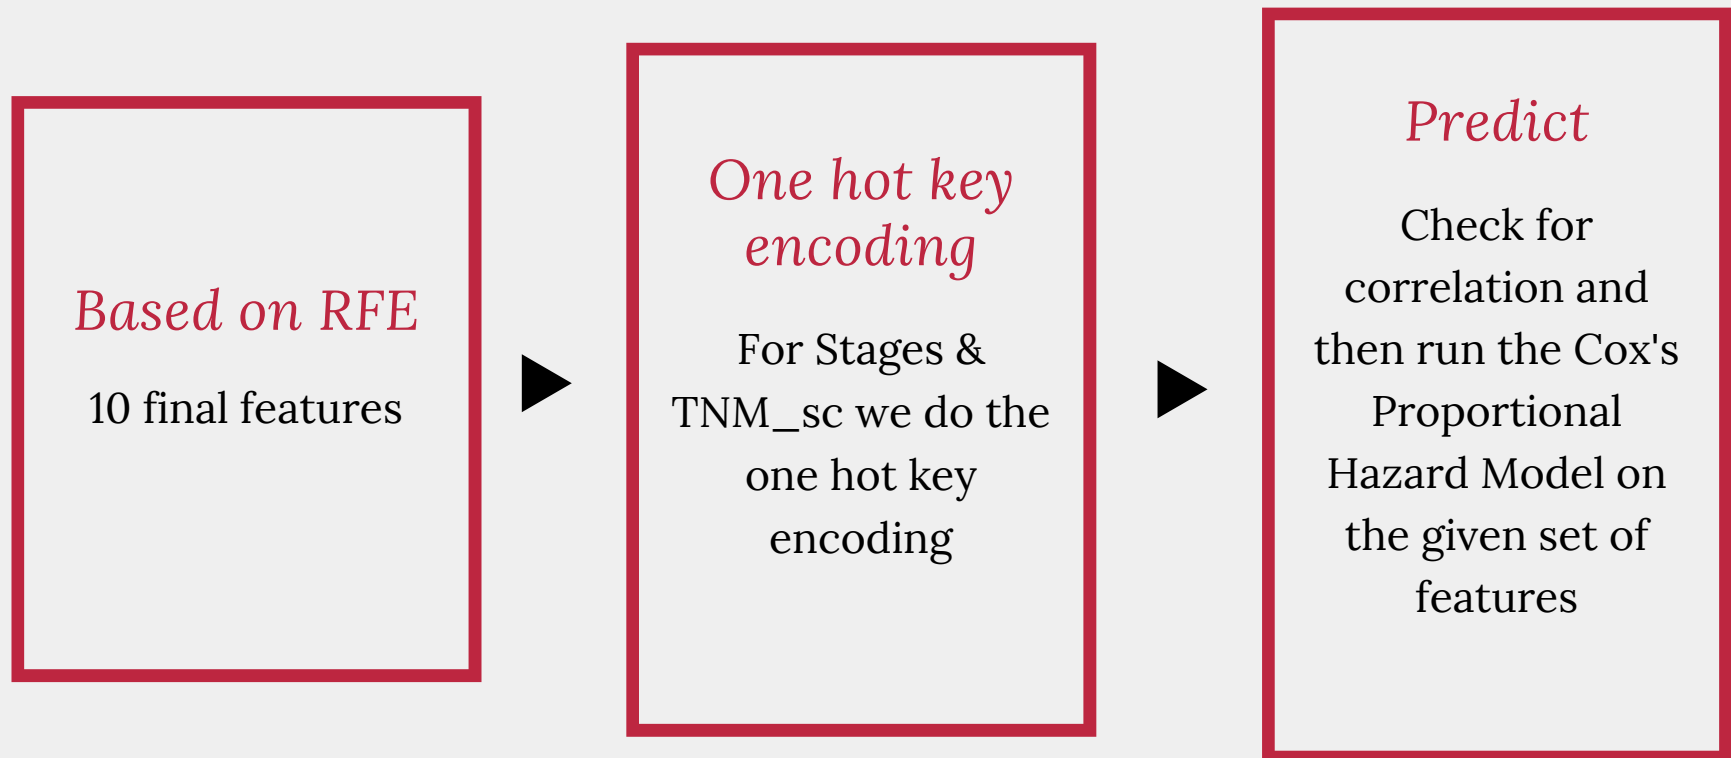 Based on RFE
10 final features
One hot key
encoding
For Stages &
TNM_sc we do the
one hot key
encoding
Predict
Check for
correlation and
then run the Cox's
Proportional
Hazard Model on
the given set of
features